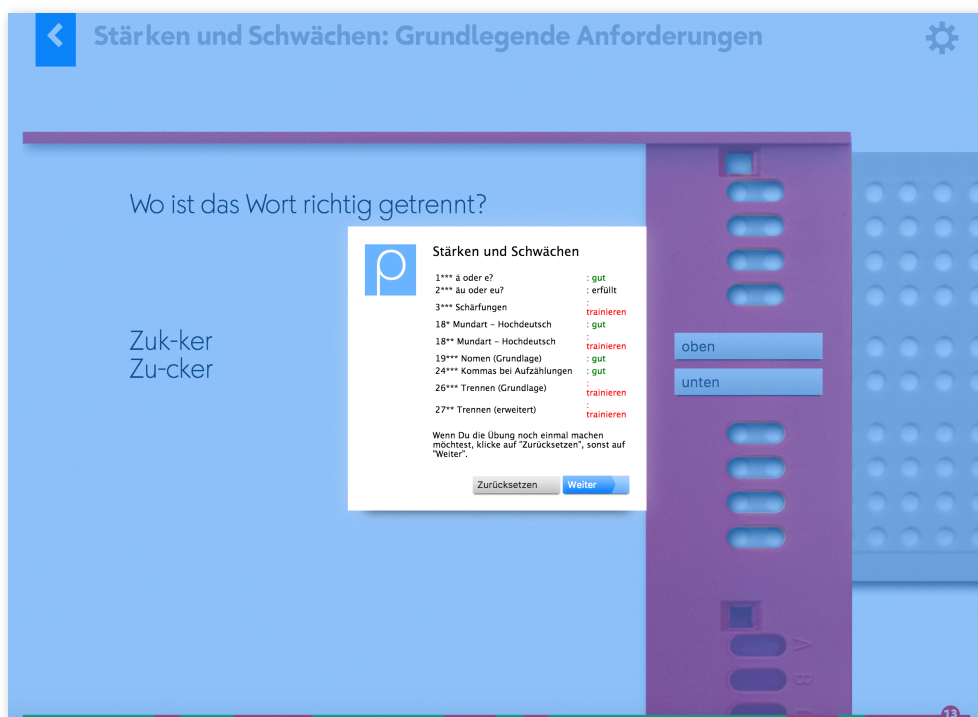 Stärken und Schwächen: Grundlegende Anforderungen
Wo ist das Wort richtig getrennt?
Zuk-ker
Zu-cker
Stärken und Schwächen
1*** ä oder e? : gut
2*** äu oder eu? : erfüllt
3*** Schärfungen : trainieren
18* Mundart – Hochdeutsch : gut
18** Mundart – Hochdeutsch : trainieren
19*** Nomen (Grundlage) : gut
24*** Kommas bei Aufzählungen : gut
26*** Trennen (Grundlage) : trainieren
27** Trennen (erweitert) : trainieren
Wenn Du die Übung noch einmal machen
möchtest, klicke auf "Zurücksetzen", sonst auf
"Weiter".
Zurücksetzen
Weiter
oben
unten
A
B
13